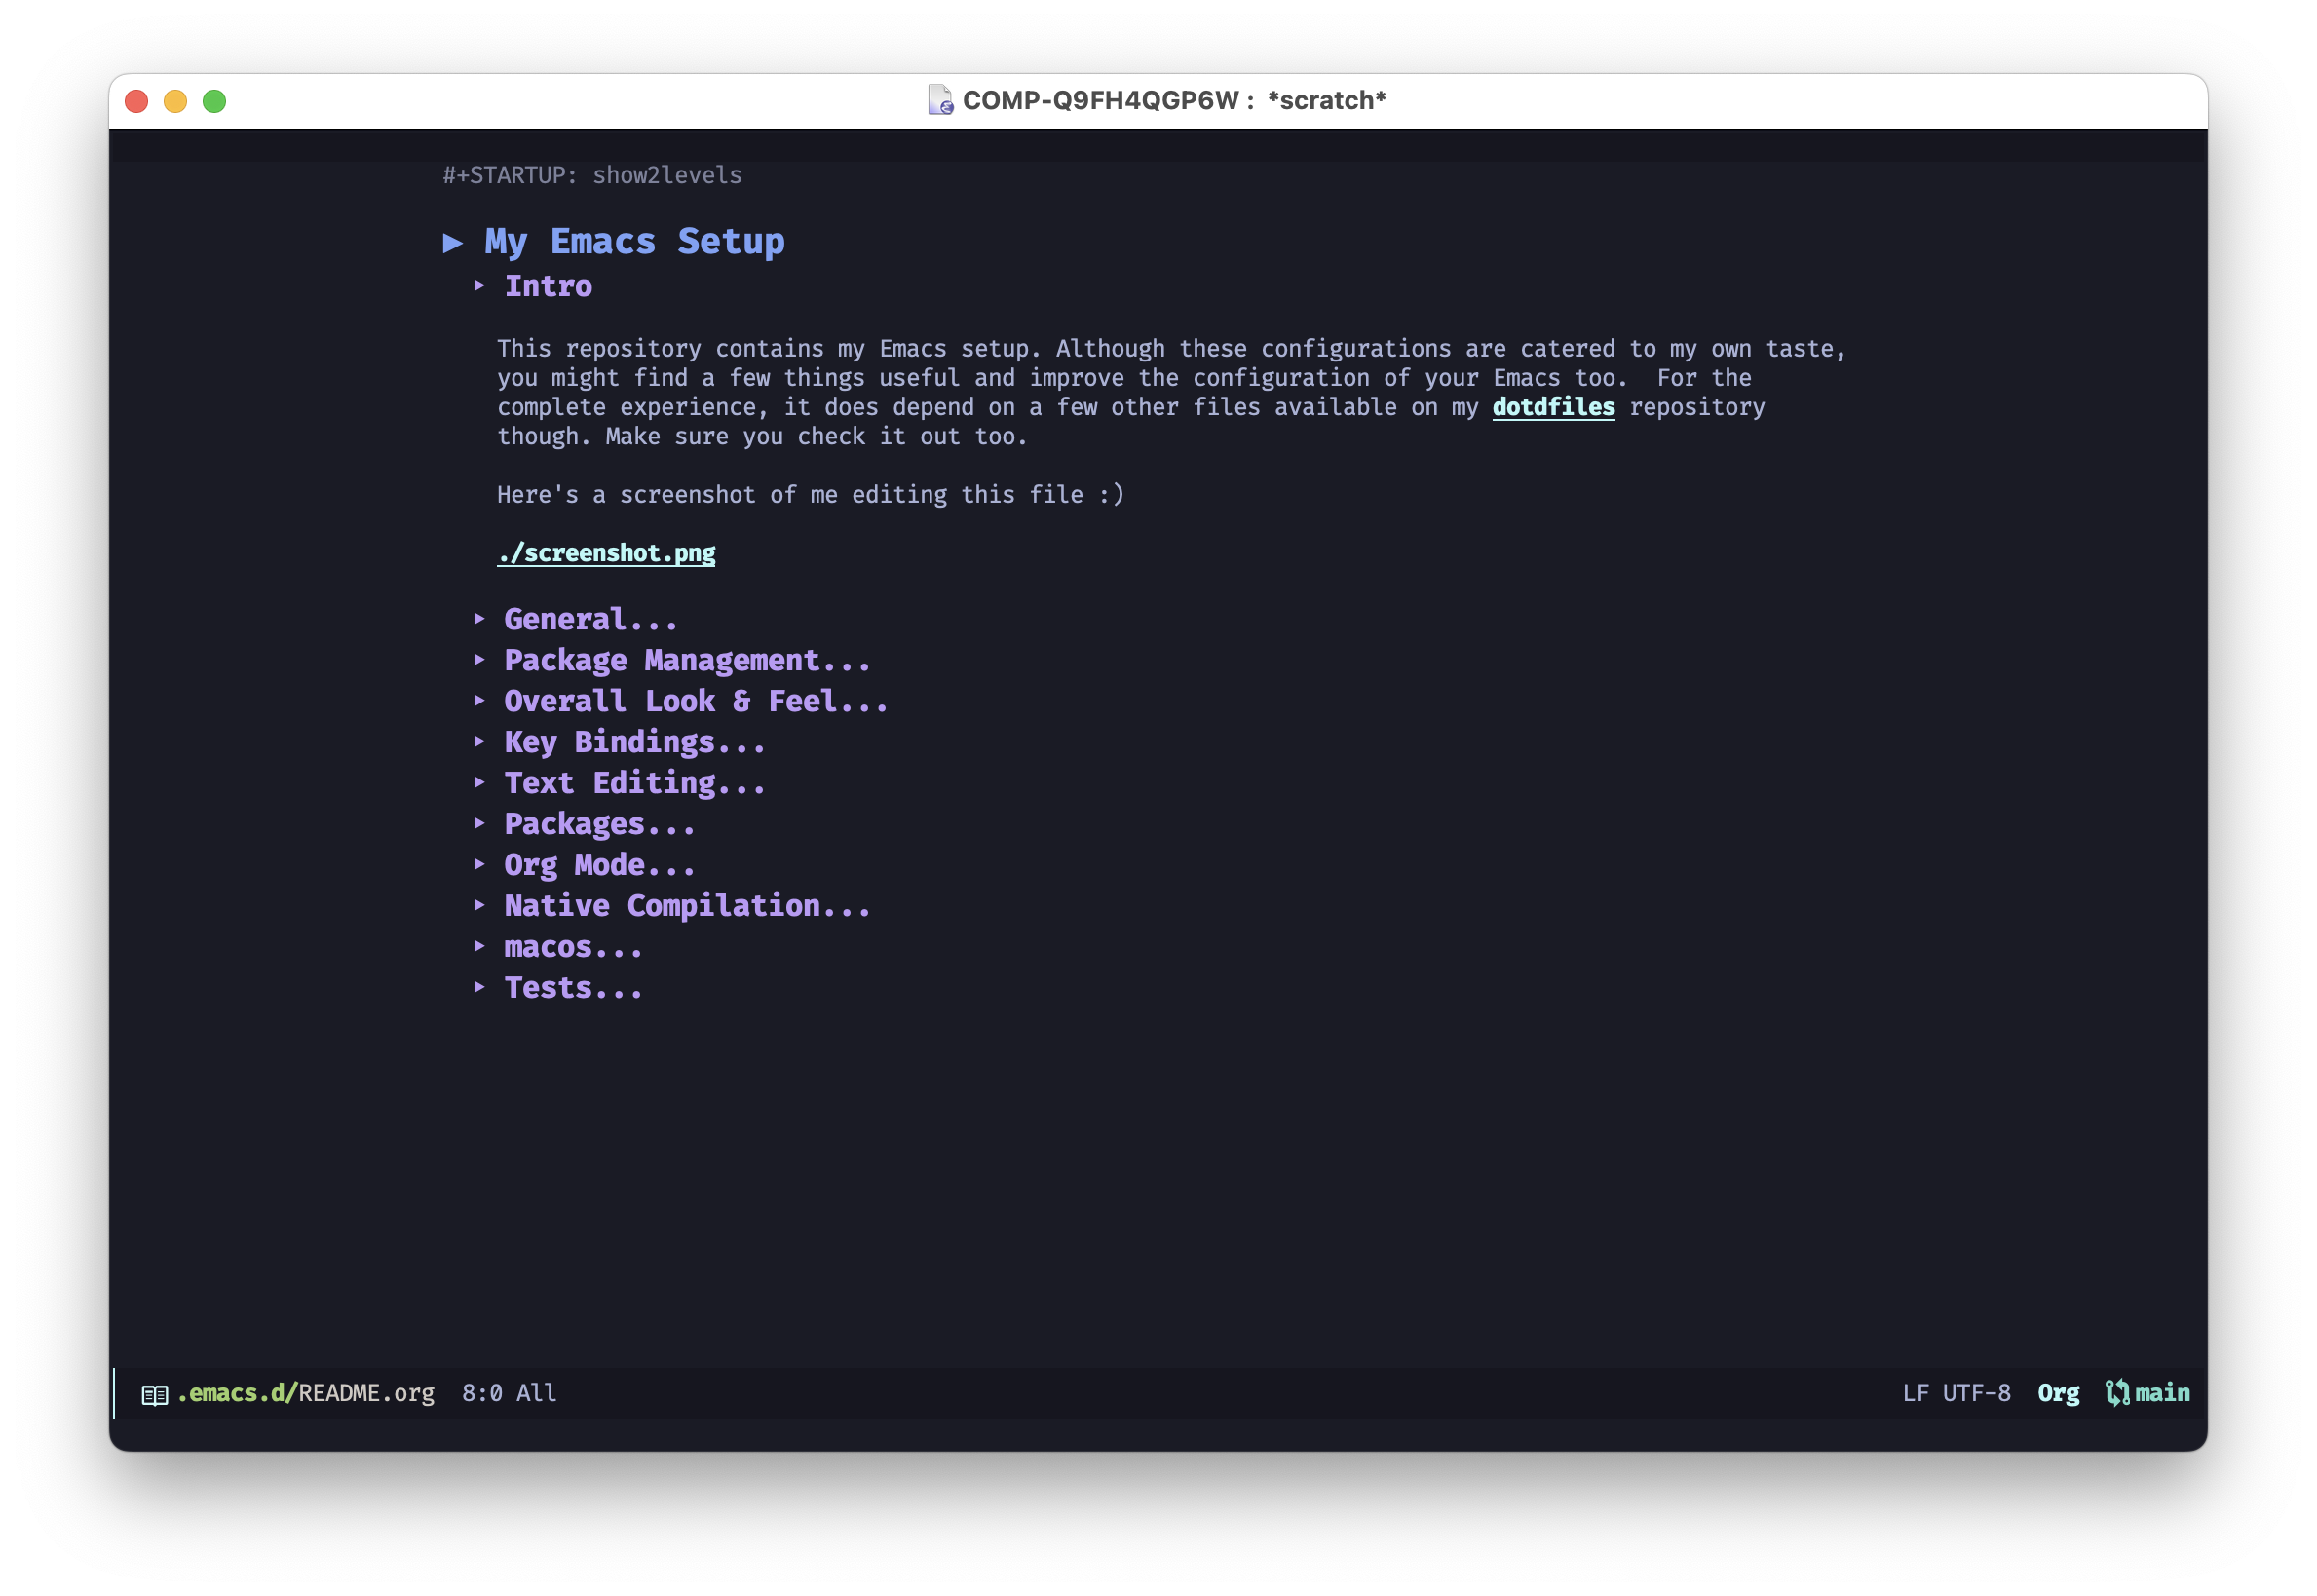 COMP-Q9FH4QGP6W : *scratch*
#+STARTUP: show2levels
▶ My Emacs Setup
‣ Intro
This repository contains my Emacs setup. Although these configurations are catered to my own taste,
you might find a few things useful and improve the configuration of your Emacs too.  For the
complete experience, it does depend on a few other files available on my dotdfiles repository
though. Make sure you check it out too.
Here's a screenshot of me editing this file :)
./screenshot.png
‣ General...
‣ Package Management...
‣ Overall Look & Feel...
‣ Key Bindings...
‣ Text Editing...
‣ Packages...
‣ Org Mode...
‣ Native Compilation...
‣ macos...
‣ Tests...
.emacs.d/README.org  8:0 All  LF UTF-8  Org  main